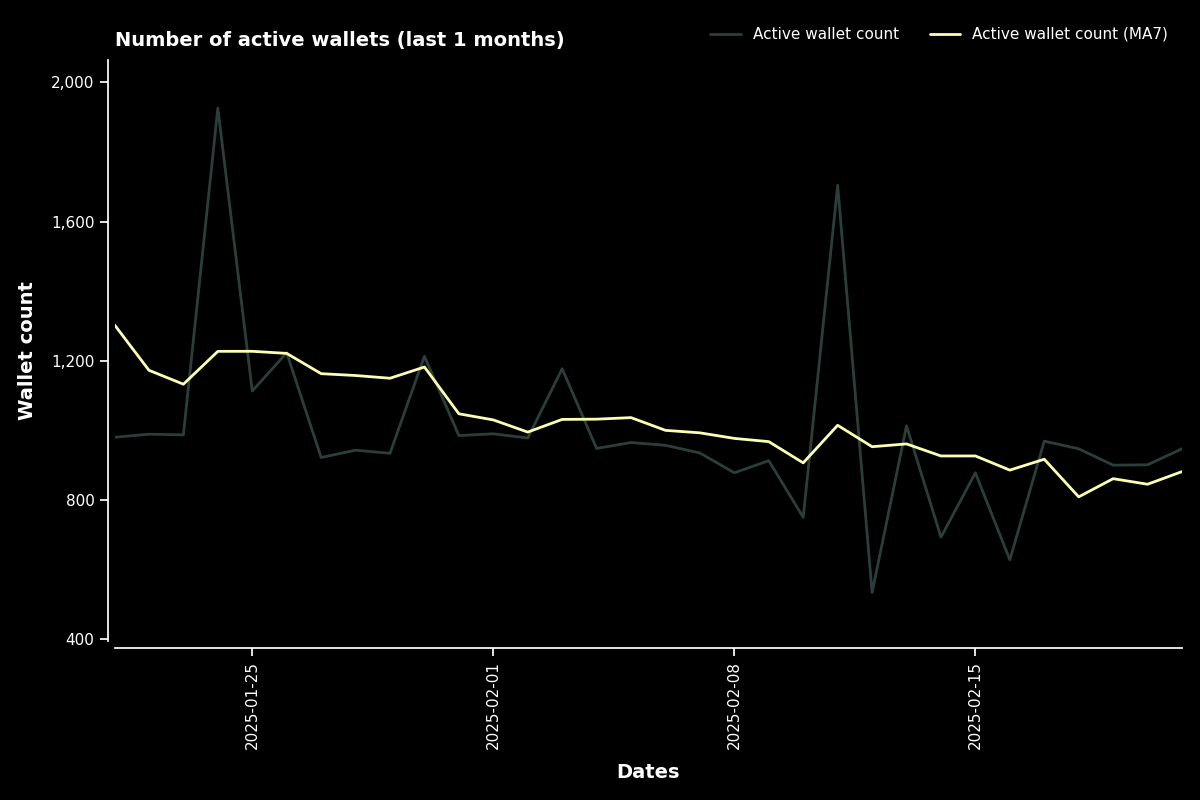 Number of active wallets (last 1 months)
Active wallet count
Active wallet count (MA7)
Wallet count
2,000
1,600
1,200
800
400
2025-01-25
2025-02-01
2025-02-08
2025-02-15
Dates